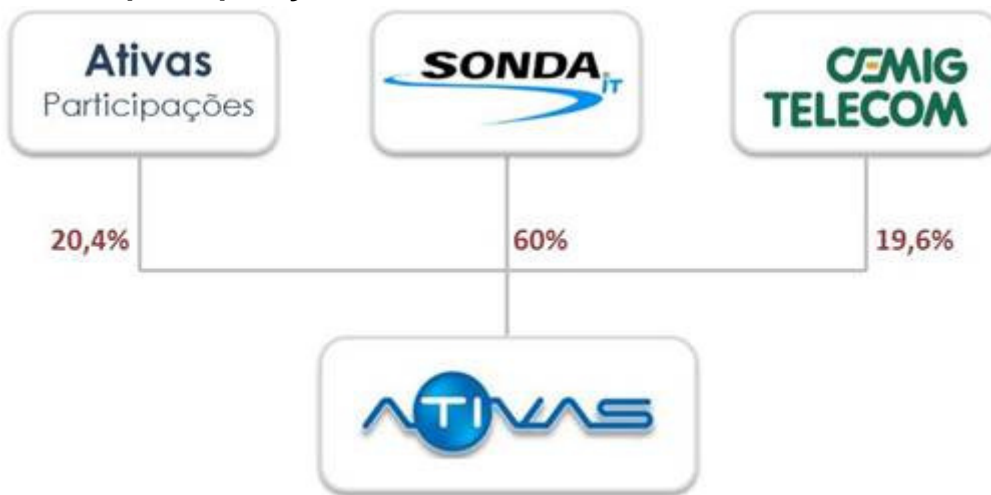 Ativas
Participações
SONDA IT
CEMIG
TELECOM
20,4%
60%
19,6%
ATIVAS